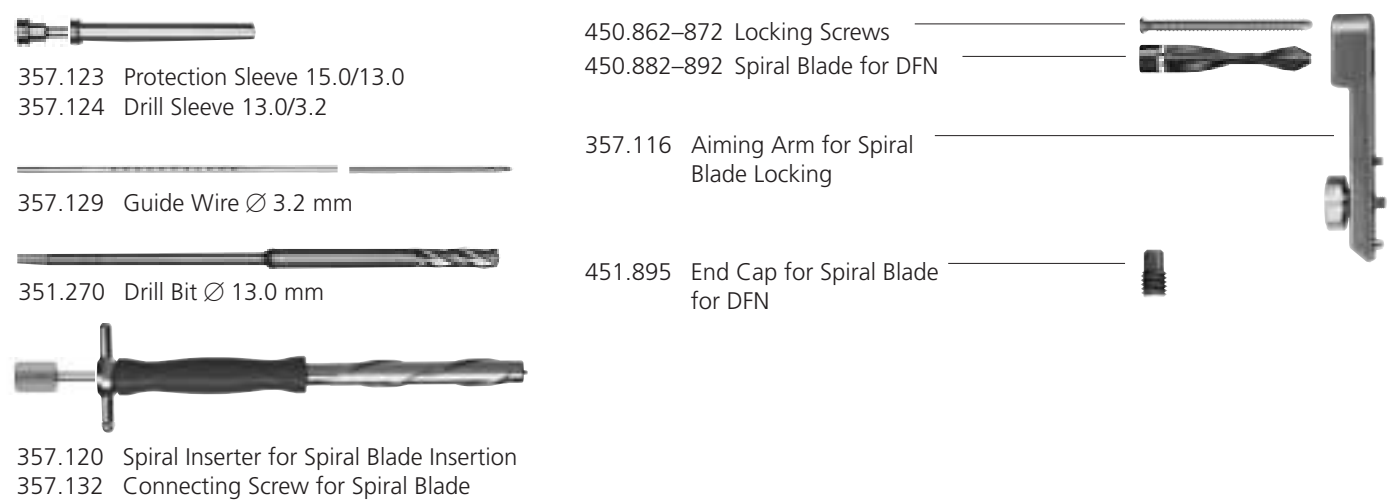 357.123 Protection Sleeve 15.0/13.0
357.124 Drill Sleeve 13.0/3.2
357.129 Guide Wire ∅ 3.2 mm
351.270 Drill Bit ∅ 13.0 mm
357.120 Spiral Inserter for Spiral Blade Insertion
357.132 Connecting Screw for Spiral Blade
450.862–872 Locking Screws
450.882–892 Spiral Blade for DFN
357.116 Aiming Arm for Spiral
Blade Locking
451.895 End Cap for Spiral Blade
for DFN